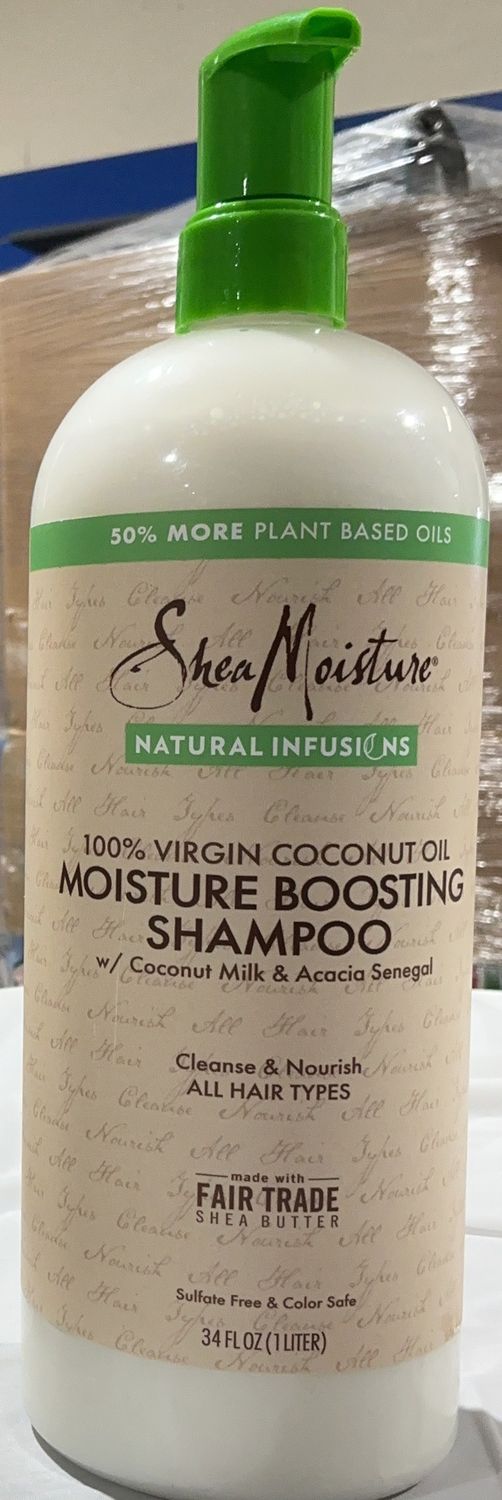 50% MORE PLANT BASED OILS
SheaMoisture®
NATURAL INFUSIONS
100% VIRGIN COCONUT OIL
MOISTURE BOOSTING
SHAMPOO
w/ Coconut Milk & Acacia Senegal
Cleanse & Nourish
ALL HAIR TYPES
made with
FAIR TRADE
SHEA BUTTER
Sulfate Free & Color Safe
34 FL OZ (1 LITER)